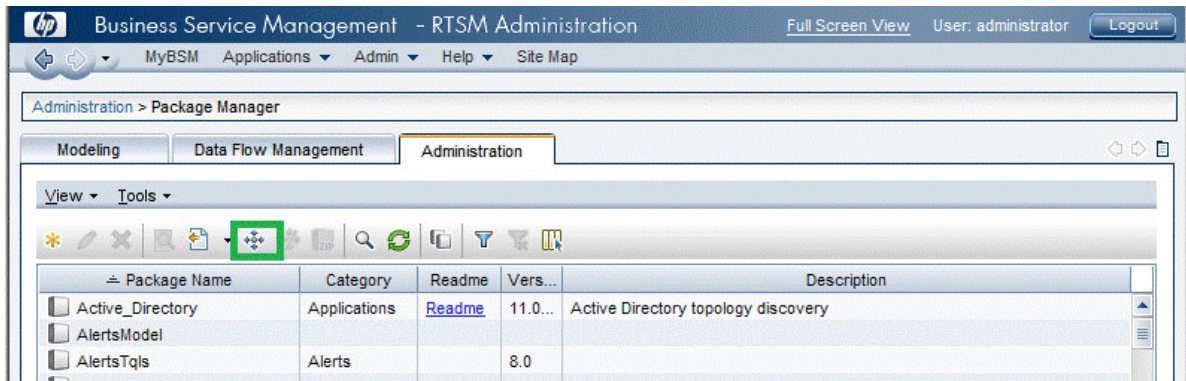 hp Business Service Management – RTSM Administration Full Screen View User: administrator Logout
MyBSM Applications Admin Help Site Map
Administration > Package Manager
Modeling Data Flow Management Administration
View Tools
Package Name Category Readme Vers... Description
Active_Directory Applications Readme 11.0... Active Directory topology discovery
AlertsModel
AlertsTqls Alerts 8.0